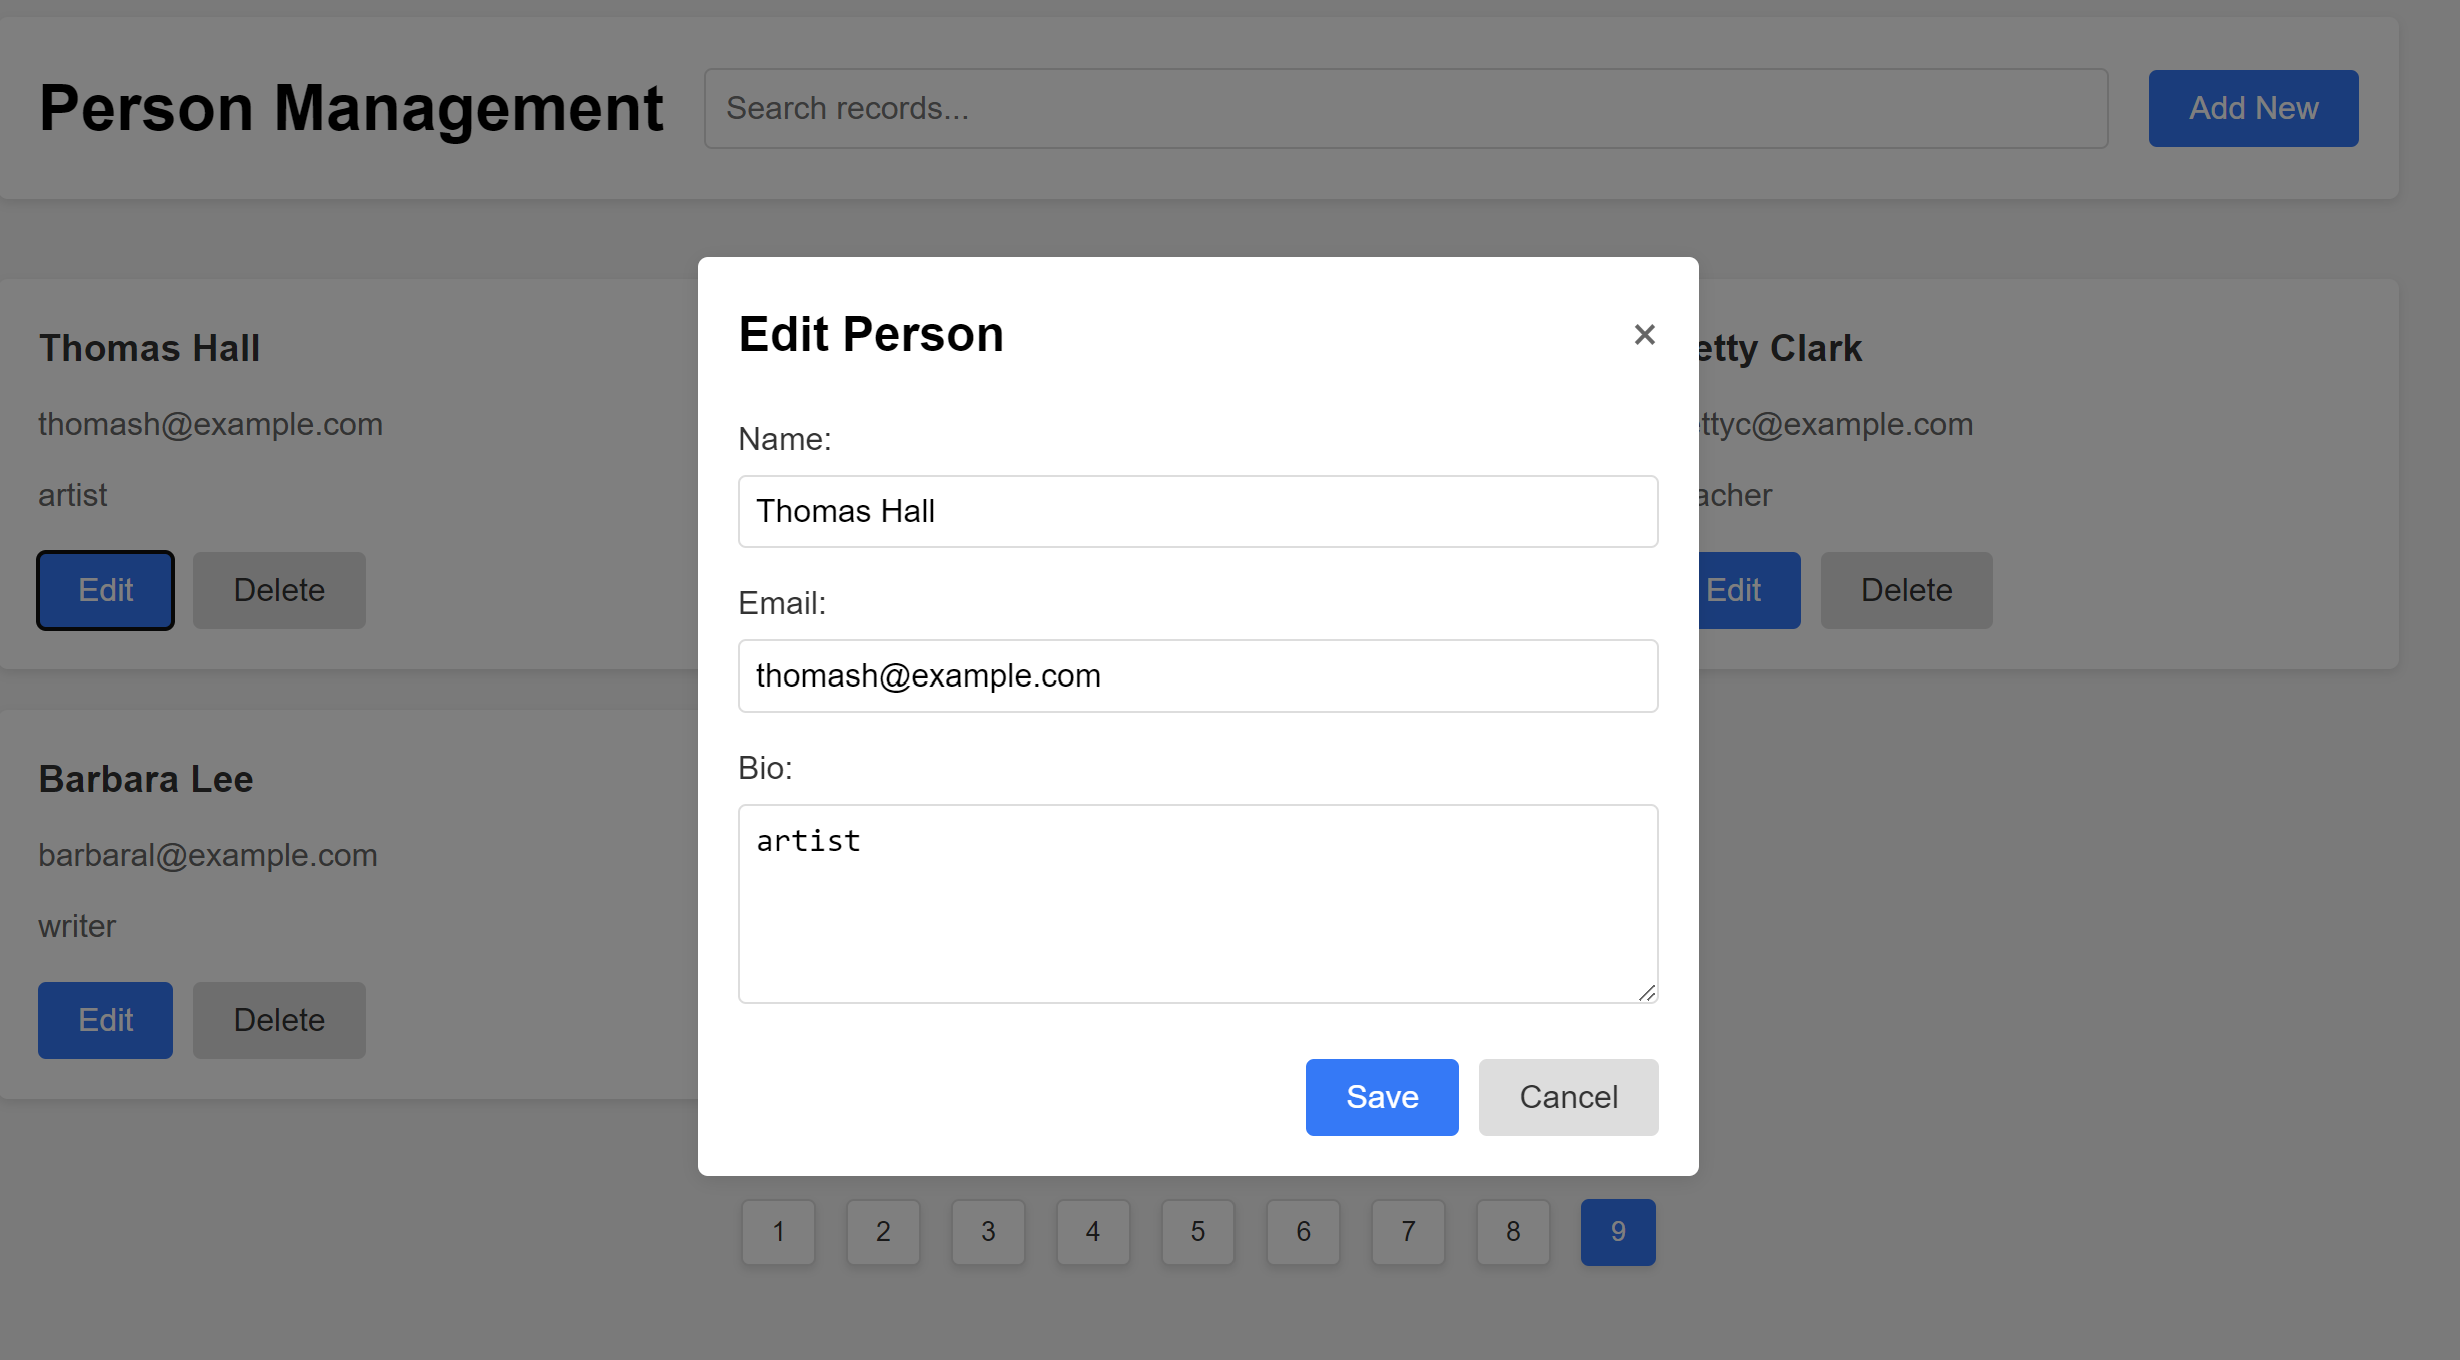 Person Management
Search records...
Add New
Thomas Hall
thomash@example.com
artist
Edit
Delete
etty Clark
ttyc@example.com
acher
Edit
Delete
Barbara Lee
barbaral@example.com
writer
Edit
Delete
Edit Person
×
Name:
Thomas Hall
Email:
thomash@example.com
Bio:
artist
Save
Cancel
1 2 3 4 5 6 7 8 9